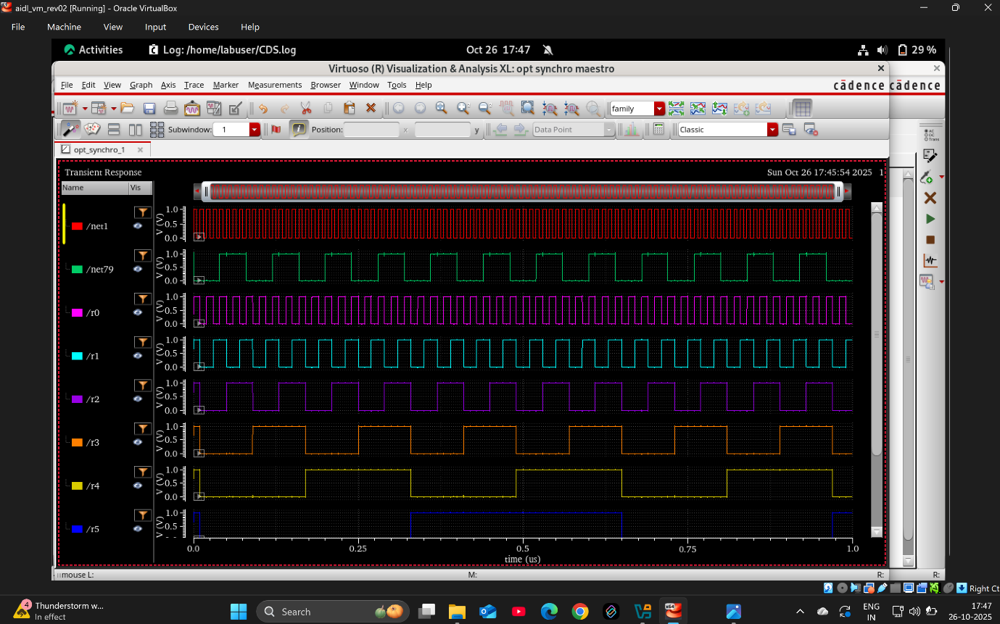 aidl_vm_rev02 [Running] - Oracle VirtualBox
File Machine View Input Devices Help
Activities Log: /home/labuser/CDS.log Oct 26 17:47 29 %
Virtuoso (R) Visualization & Analysis XL: opt synchro maestro
File Edit View Graph Axis Trace Marker Measurements Browser Window Tools Help cādence cādence
family
Subwindow: 1 Position: x y Data Point Classic
AC
DC
Trans
opt_synchro_1
Transient Response Sun Oct 26 17:45:54 2025 1
Name Vis
/net1 V (V) 1.0 0.5 0.0
/net79 V (V) 1.0 0.5 0.0
/r0 V (V) 1.0 0.5 0.0
/r1 V (V) 1.0 0.5 0.0
/r2 V (V) 1.0 0.5 0.0
/r3 V (V) 1.0 0.5 0.0
/r4 V (V) 1.0 0.5 0.0
/r5 V (V) 1.0 0.5
0.0 0.25 0.5 0.75 1.0
time (us)
mouse L: M: R: R:
Right Ct
4 Thunderstorm w...
In effect
Search
x64
ENG
IN
17:47
26-10-2025